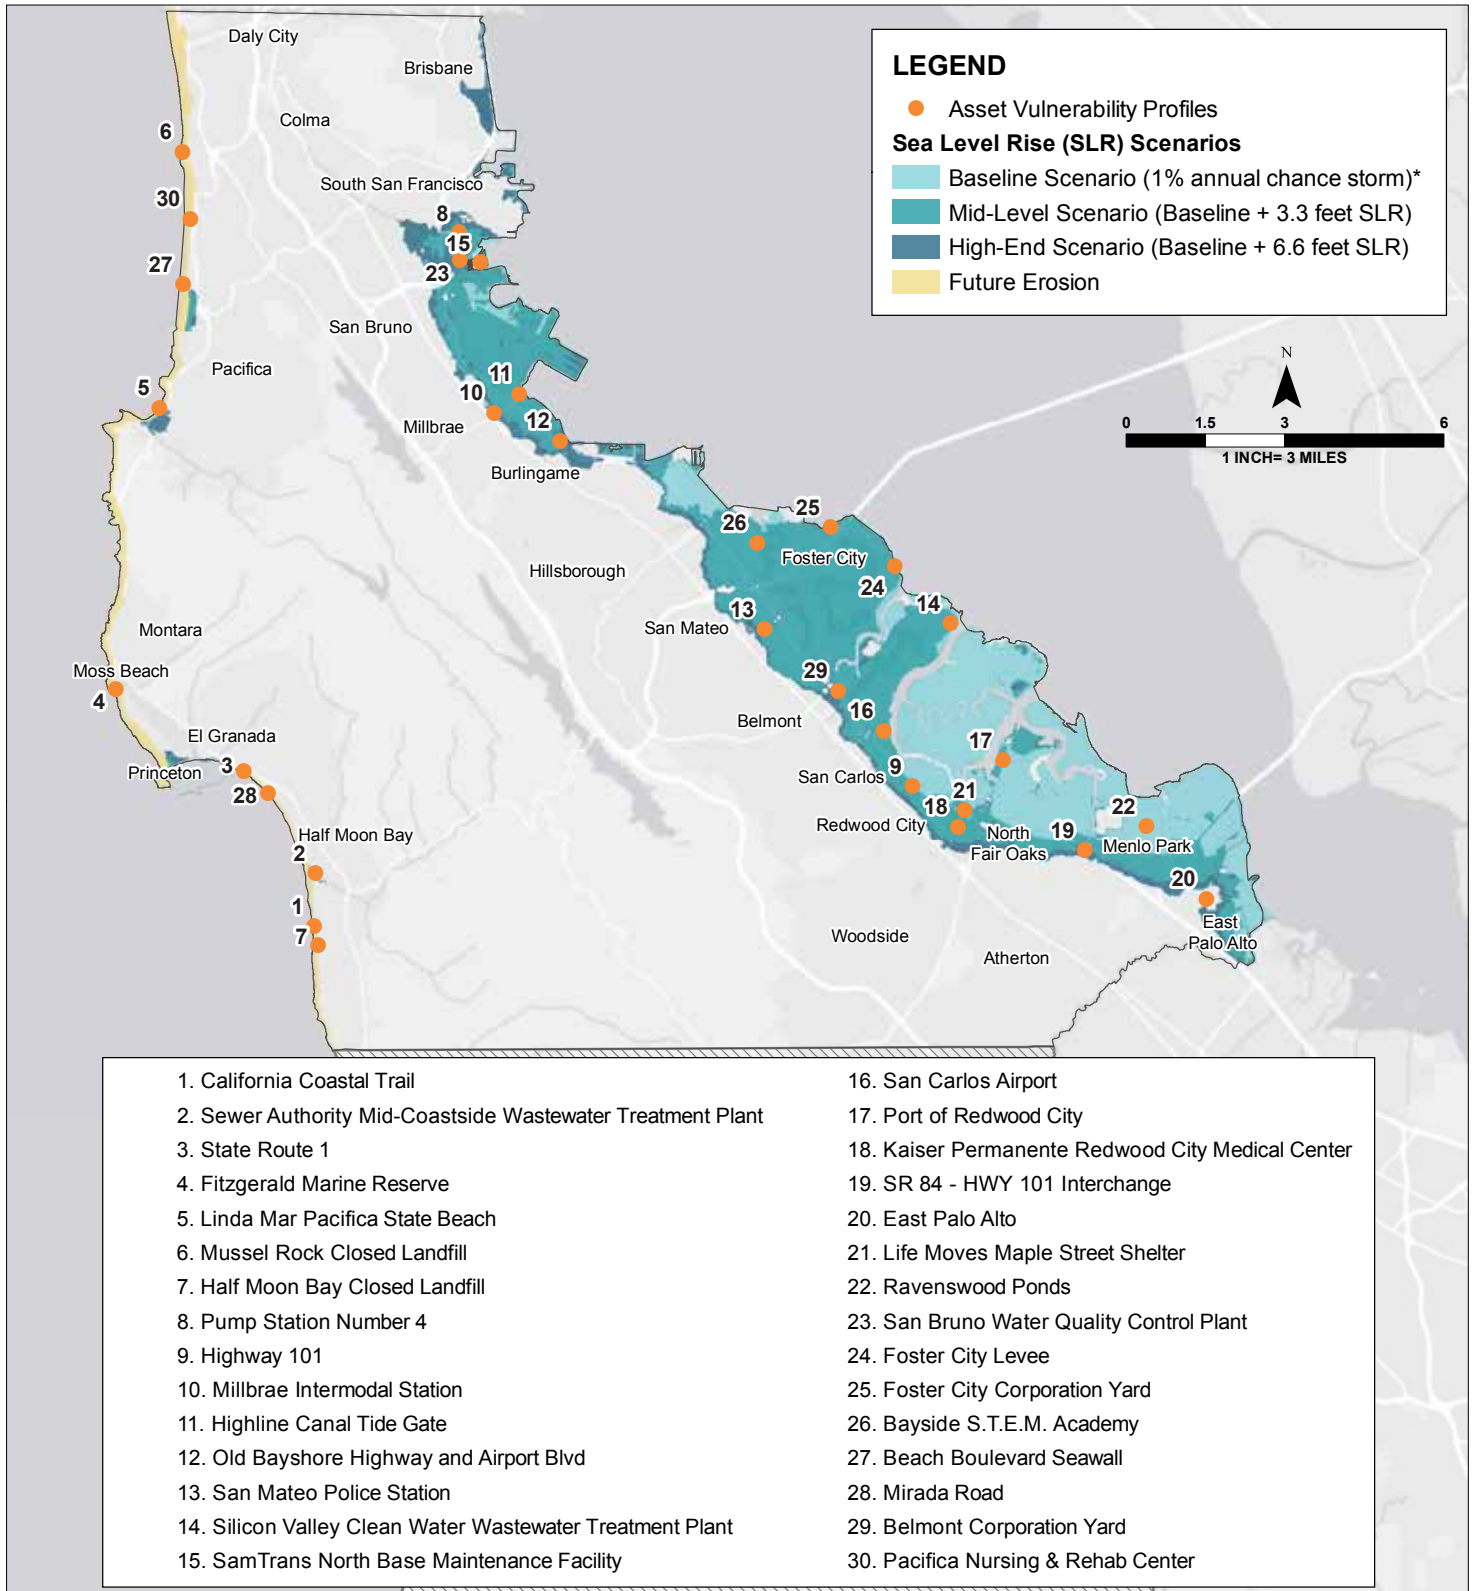 Daly City
Brisbane
Colma
6
South San Francisco
30
8
15
27
23
San Bruno
Pacifica
5
11
10
12
Millbrae
Burlingame
25
26
Foster City
Hillsborough
24
14
13
San Mateo
Montara
Moss Beach
4
29
16
Belmont
El Granada
17
3
Princeton
28
San Carlos
9
21
18
22
Redwood City
North
Fair Oaks
19
Menlo Park
Half Moon Bay
2
20
1
East
Palo Alto
7
Woodside
Atherton
LEGEND
Asset Vulnerability Profiles
Sea Level Rise (SLR) Scenarios
Baseline Scenario (1% annual chance storm)*
Mid-Level Scenario (Baseline + 3.3 feet SLR)
High-End Scenario (Baseline + 6.6 feet SLR)
Future Erosion
N
0 1.5 3 6
1 INCH= 3 MILES
1. California Coastal Trail
2. Sewer Authority Mid-Coastside Wastewater Treatment Plant
3. State Route 1
4. Fitzgerald Marine Reserve
5. Linda Mar Pacifica State Beach
6. Mussel Rock Closed Landfill
7. Half Moon Bay Closed Landfill
8. Pump Station Number 4
9. Highway 101
10. Millbrae Intermodal Station
11. Highline Canal Tide Gate
12. Old Bayshore Highway and Airport Blvd
13. San Mateo Police Station
14. Silicon Valley Clean Water Wastewater Treatment Plant
15. SamTrans North Base Maintenance Facility
16. San Carlos Airport
17. Port of Redwood City
18. Kaiser Permanente Redwood City Medical Center
19. SR 84 - HWY 101 Interchange
20. East Palo Alto
21. Life Moves Maple Street Shelter
22. Ravenswood Ponds
23. San Bruno Water Quality Control Plant
24. Foster City Levee
25. Foster City Corporation Yard
26. Bayside S.T.E.M. Academy
27. Beach Boulevard Seawall
28. Mirada Road
29. Belmont Corporation Yard
30. Pacifica Nursing & Rehab Center